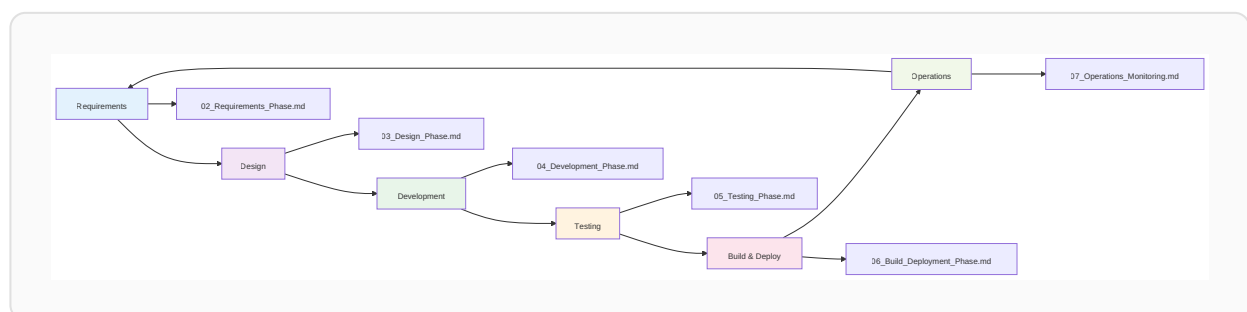 Operations
07_Operations_Monitoring.md
Requirements
02_Requirements_Phase.md
03_Design_Phase.md
Design
04_Development_Phase.md
Development
05_Testing_Phase.md
Testing
Build & Deploy
06_Build_Deployment_Phase.md